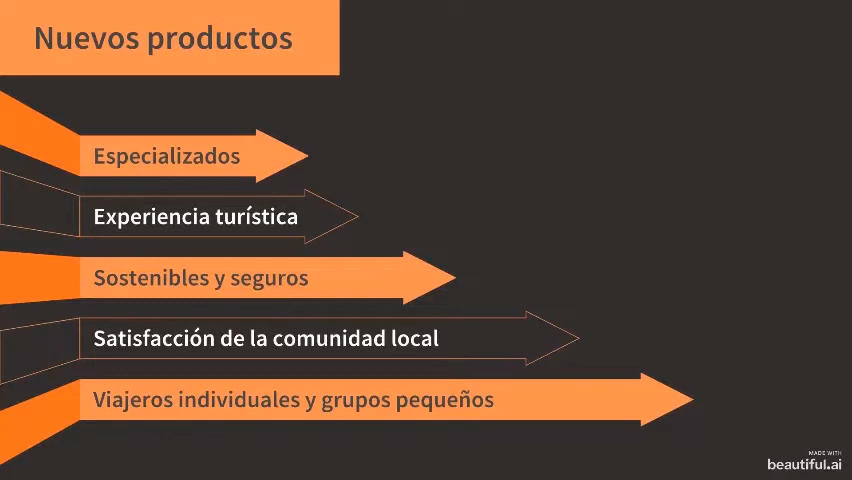 Nuevos productos
Especializados
Experiencia turística
Sostenibles y seguros
Satisfacción de la comunidad local
Viajeros individuales y grupos pequeños
MADE WITH
beautiful.ai